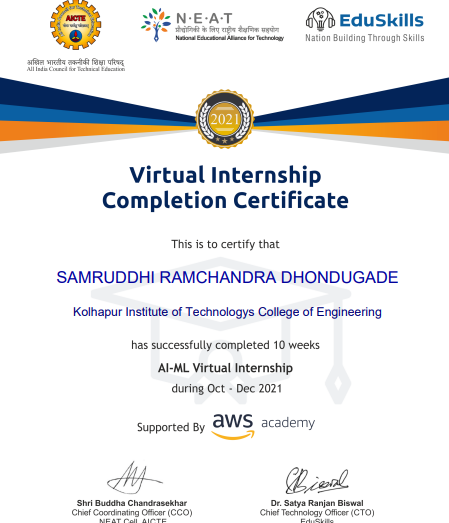 AICTE
अखिल भारतीय तकनीकी शिक्षा परिषद्
All India Council for Technical Education
N·E·A·T
प्रौद्योगिकी के लिए राष्ट्रीय शैक्षणिक सहयोग
National Educational Alliance for Technology
EduSkills
Nation Building Through Skills
2021
Virtual Internship
Completion Certificate
This is to certify that
SAMRUDDHI RAMCHANDRA DHONDUGADE
Kolhapur Institute of Technologys College of Engineering
has successfully completed 10 weeks
AI-ML Virtual Internship
during Oct - Dec 2021
Supported By aws academy
Shri Buddha Chandrasekhar
Chief Coordinating Officer (CCO)
NEAT Cell, AICTE
Dr. Satya Ranjan Biswal
Chief Technology Officer (CTO)
EduSkills